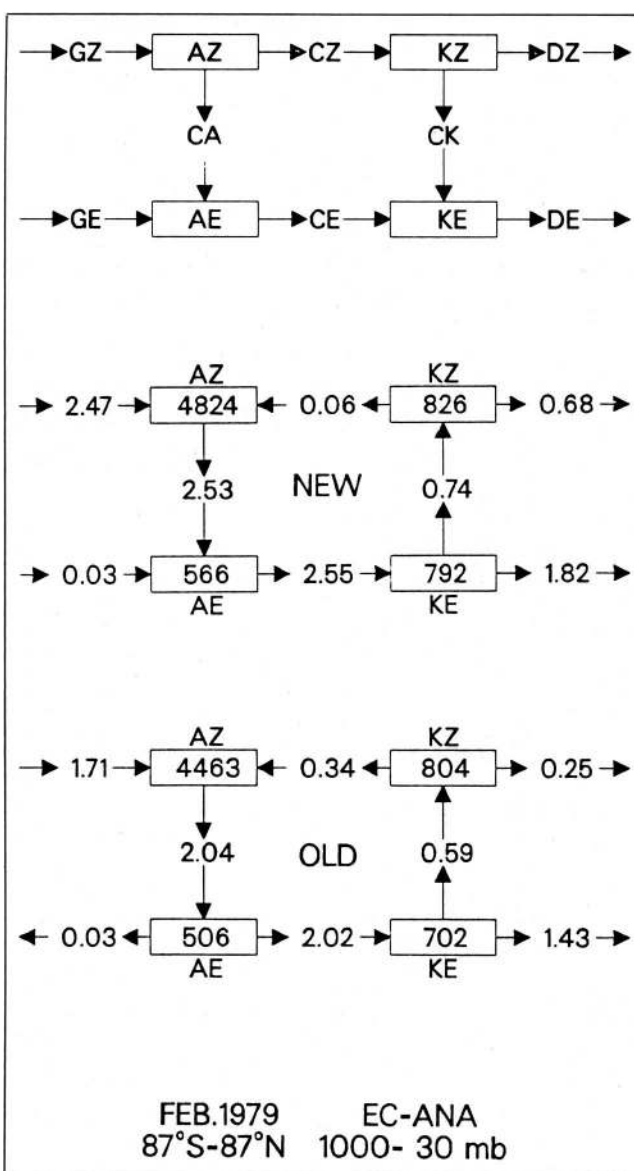 GZ AZ CZ KZ DZ
CA CK
GE AE CE KE DE
AZ KZ
2.47 4824 0.06 826 0.68
2.53 NEW 0.74
0.03 566 2.55 792 1.82
AE KE
AZ KZ
1.71 4463 0.34 804 0.25
2.04 OLD 0.59
0.03 506 2.02 702 1.43
AE KE
FEB.1979 EC-ANA
87°S-87°N 1000- 30 mb